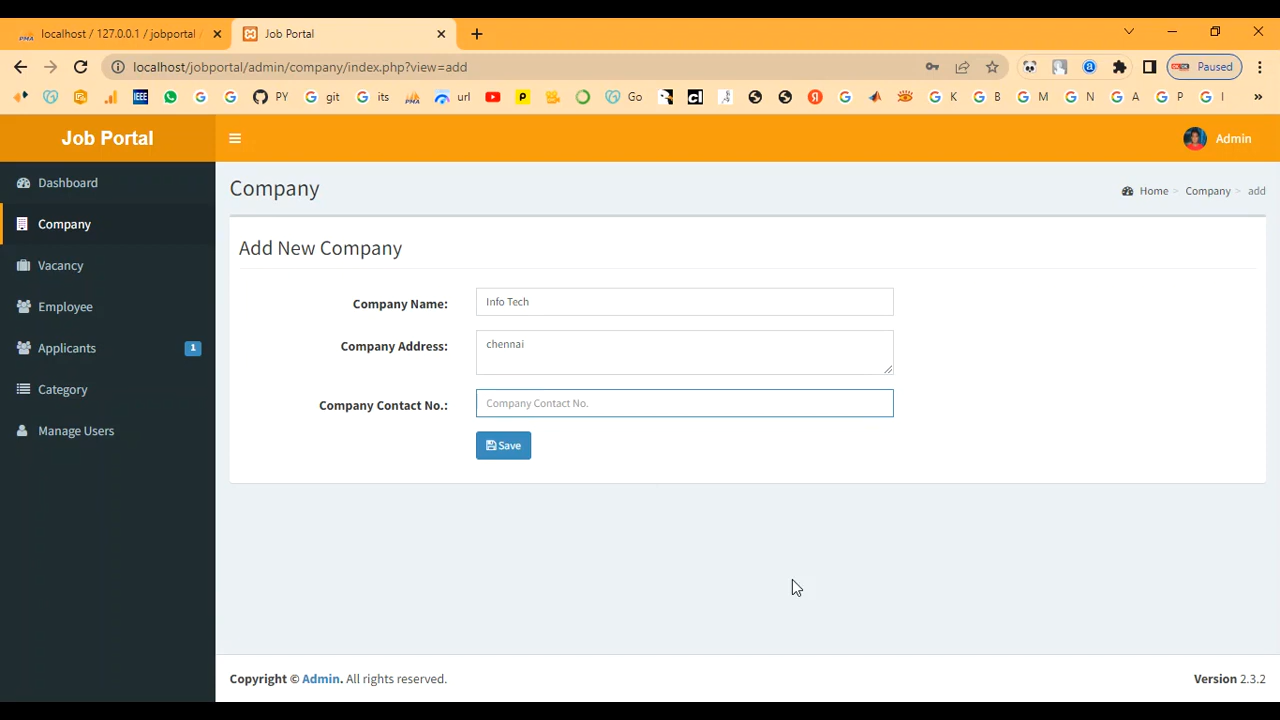 localhost / 127.0.0.1 / jobportal
Job Portal
localhost/jobportal/admin/company/index.php?view=add
Paused
IEEE
PY
git
its
PMA
url
Go
K
B
M
N
A
P
I
Job Portal
Admin
Dashboard
Company
Vacancy
Employee
Applicants
1
Category
Manage Users
Company
Home > Company > add
Add New Company
Company Name:
Info Tech
Company Address:
chennai
Company Contact No.:
Company Contact No.
Save
Copyright © Admin. All rights reserved.
Version 2.3.2